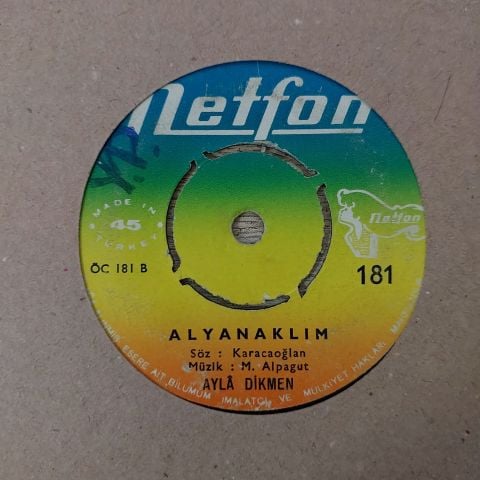 Netfon
MADE IN
45
TURKEY
Netfon
ÖC 181 B
181
ALYANAKLIM
Söz : Karacaoğlan
Müzik : M. Alpagut
AYLÂ DİKMEN
ESERE AİT BİLÛMUM İMALATÇI VE MÜLKİYET HAKLARI